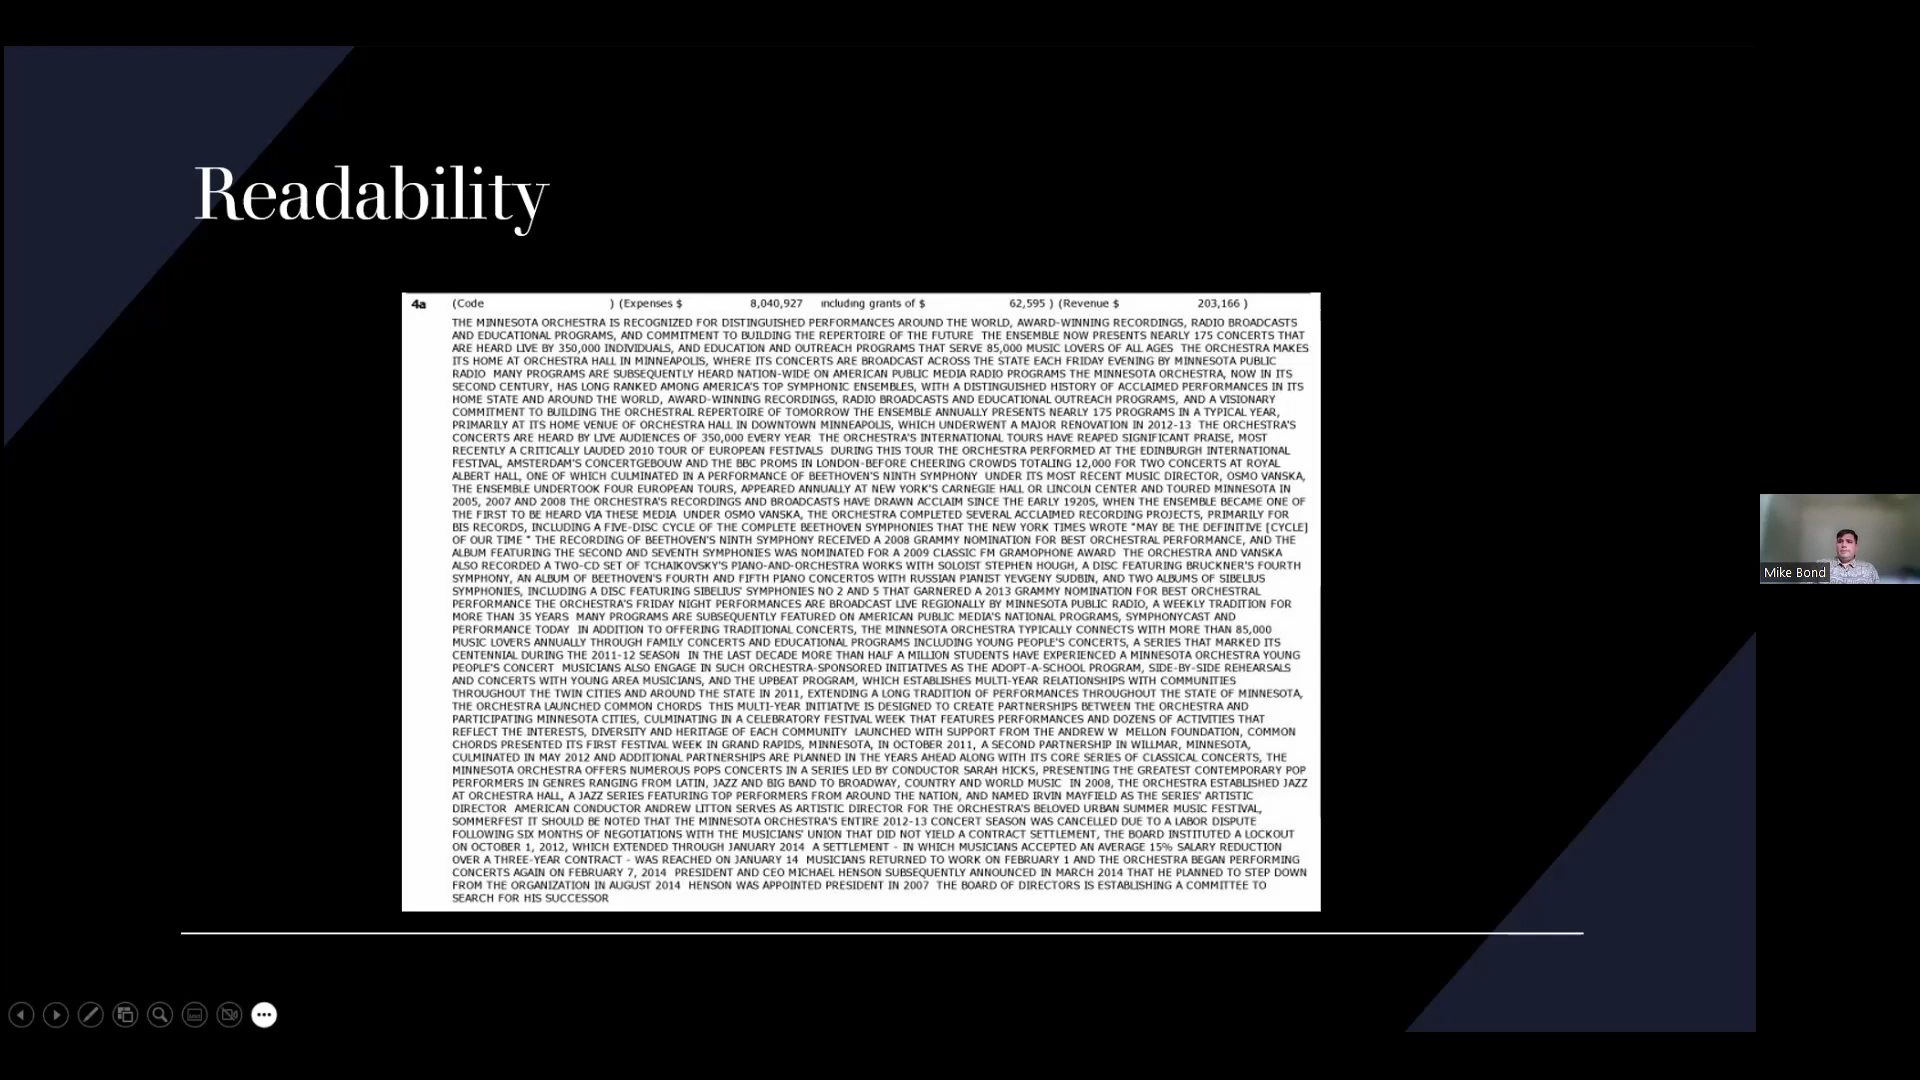 Readability
4a (Code ) (Expenses $ 8,040,927 including grants of $ 62,595 ) (Revenue $ 203,166 )
THE MINNESOTA ORCHESTRA IS RECOGNIZED FOR DISTINGUISHED PERFORMANCES AROUND THE WORLD, AWARD-WINNING RECORDINGS, RADIO BROADCASTS
AND EDUCATIONAL PROGRAMS, AND COMMITMENT TO BUILDING THE REPERTOIRE OF THE FUTURE THE ENSEMBLE NOW PRESENTS NEARLY 175 CONCERTS THAT
ARE HEARD LIVE BY 350,000 INDIVIDUALS, AND EDUCATION AND OUTREACH PROGRAMS THAT SERVE 85,000 MUSIC LOVERS OF ALL AGES THE ORCHESTRA MAKES
ITS HOME AT ORCHESTRA HALL IN MINNEAPOLIS, WHERE ITS CONCERTS ARE BROADCAST ACROSS THE STATE EACH FRIDAY EVENING BY MINNESOTA PUBLIC
RADIO MANY PROGRAMS ARE SUBSEQUENTLY HEARD NATION-WIDE ON AMERICAN PUBLIC MEDIA RADIO PROGRAMS THE MINNESOTA ORCHESTRA, NOW IN ITS
SECOND CENTURY, HAS LONG RANKED AMONG AMERICA'S TOP SYMPHONIC ENSEMBLES, WITH A DISTINGUISHED HISTORY OF ACCLAIMED PERFORMANCES IN ITS
HOME STATE AND AROUND THE WORLD, AWARD-WINNING RECORDINGS, RADIO BROADCASTS AND EDUCATIONAL OUTREACH PROGRAMS, AND A VISIONARY
COMMITMENT TO BUILDING THE ORCHESTRAL REPERTOIRE OF TOMORROW THE ENSEMBLE ANNUALLY PRESENTS NEARLY 175 PROGRAMS IN A TYPICAL YEAR,
PRIMARILY AT ITS HOME VENUE OF ORCHESTRA HALL IN DOWNTOWN MINNEAPOLIS, WHICH UNDERWENT A MAJOR RENOVATION IN 2012-13 THE ORCHESTRA'S
CONCERTS ARE HEARD BY LIVE AUDIENCES OF 350,000 EVERY YEAR THE ORCHESTRA'S INTERNATIONAL TOURS HAVE REAPED SIGNIFICANT PRAISE, MOST
RECENTLY A CRITICALLY LAUDED 2010 TOUR OF EUROPEAN FESTIVALS DURING THIS TOUR THE ORCHESTRA PERFORMED AT THE EDINBURGH INTERNATIONAL
FESTIVAL, AMSTERDAM'S CONCERTGEBOUW AND THE BBC PROMS IN LONDON-BEFORE CHEERING CROWDS TOTALING 12,000 FOR TWO CONCERTS AT ROYAL
ALBERT HALL, ONE OF WHICH CULMINATED IN A PERFORMANCE OF BEETHOVEN'S NINTH SYMPHONY UNDER ITS MOST RECENT MUSIC DIRECTOR, OSMO VANSKA,
THE ENSEMBLE UNDERTOOK FOUR EUROPEAN TOURS, APPEARED ANNUALLY AT NEW YORK'S CARNEGIE HALL OR LINCOLN CENTER AND TOURED MINNESOTA IN
2005, 2007 AND 2008 THE ORCHESTRA'S RECORDINGS AND BROADCASTS HAVE DRAWN ACCLAIM SINCE THE EARLY 1920S, WHEN THE ENSEMBLE BECAME ONE OF
THE FIRST TO BE HEARD VIA THESE MEDIA UNDER OSMO VANSKA, THE ORCHESTRA COMPLETED SEVERAL ACCLAIMED RECORDING PROJECTS, PRIMARILY FOR
BIS RECORDS, INCLUDING A FIVE-DISC CYCLE OF THE COMPLETE BEETHOVEN SYMPHONIES THAT THE NEW YORK TIMES WROTE "MAY BE THE DEFINITIVE [CYCLE]
OF OUR TIME " THE RECORDING OF BEETHOVEN'S NINTH SYMPHONY RECEIVED A 2008 GRAMMY NOMINATION FOR BEST ORCHESTRAL PERFORMANCE, AND THE
ALBUM FEATURING THE SECOND AND SEVENTH SYMPHONIES WAS NOMINATED FOR A 2009 CLASSIC FM GRAMOPHONE AWARD THE ORCHESTRA AND VANSKA
ALSO RECORDED A TWO-CD SET OF TCHAIKOVSKY'S PIANO-AND-ORCHESTRA WORKS WITH SOLOIST STEPHEN HOUGH, A DISC FEATURING BRUCKNER'S FOURTH
SYMPHONY, AN ALBUM OF BEETHOVEN'S FOURTH AND FIFTH PIANO CONCERTOS WITH RUSSIAN PIANIST YEVGENY SUDBIN, AND TWO ALBUMS OF SIBELIUS
SYMPHONIES, INCLUDING A DISC FEATURING SIBELIUS' SYMPHONIES NO 2 AND 5 THAT GARNERED A 2013 GRAMMY NOMINATION FOR BEST ORCHESTRAL
PERFORMANCE THE ORCHESTRA'S FRIDAY NIGHT PERFORMANCES ARE BROADCAST LIVE REGIONALLY BY MINNESOTA PUBLIC RADIO, A WEEKLY TRADITION FOR
MORE THAN 35 YEARS MANY PROGRAMS ARE SUBSEQUENTLY FEATURED ON AMERICAN PUBLIC MEDIA'S NATIONAL PROGRAMS, SYMPHONYCAST AND
PERFORMANCE TODAY IN ADDITION TO OFFERING TRADITIONAL CONCERTS, THE MINNESOTA ORCHESTRA TYPICALLY CONNECTS WITH MORE THAN 85,000
MUSIC LOVERS ANNUALLY THROUGH FAMILY CONCERTS AND EDUCATIONAL PROGRAMS INCLUDING YOUNG PEOPLE'S CONCERTS, A SERIES THAT MARKED ITS
CENTENNIAL DURING THE 2011-12 SEASON IN THE LAST DECADE MORE THAN HALF A MILLION STUDENTS HAVE EXPERIENCED A MINNESOTA ORCHESTRA YOUNG
PEOPLE'S CONCERT MUSICIANS ALSO ENGAGE IN SUCH ORCHESTRA-SPONSORED INITIATIVES AS THE ADOPT-A-SCHOOL PROGRAM, SIDE-BY-SIDE REHEARSALS
AND CONCERTS WITH YOUNG AREA MUSICIANS, AND THE UPBEAT PROGRAM, WHICH ESTABLISHES MULTI-YEAR RELATIONSHIPS WITH COMMUNITIES
THROUGHOUT THE TWIN CITIES AND AROUND THE STATE IN 2011, EXTENDING A LONG TRADITION OF PERFORMANCES THROUGHOUT THE STATE OF MINNESOTA,
THE ORCHESTRA LAUNCHED COMMON CHORDS THIS MULTI-YEAR INITIATIVE IS DESIGNED TO CREATE PARTNERSHIPS BETWEEN THE ORCHESTRA AND
PARTICIPATING MINNESOTA CITIES, CULMINATING IN A CELEBRATORY FESTIVAL WEEK THAT FEATURES PERFORMANCES AND DOZENS OF ACTIVITIES THAT
REFLECT THE INTERESTS, DIVERSITY AND HERITAGE OF EACH COMMUNITY LAUNCHED WITH SUPPORT FROM THE ANDREW W MELLON FOUNDATION, COMMON
CHORDS PRESENTED ITS FIRST FESTIVAL WEEK IN GRAND RAPIDS, MINNESOTA, IN OCTOBER 2011, A SECOND PARTNERSHIP IN WILLMAR, MINNESOTA,
CULMINATED IN MAY 2012 AND ADDITIONAL PARTNERSHIPS ARE PLANNED IN THE YEARS AHEAD ALONG WITH ITS CORE SERIES OF CLASSICAL CONCERTS, THE
MINNESOTA ORCHESTRA OFFERS NUMEROUS POPS CONCERTS IN A SERIES LED BY CONDUCTOR SARAH HICKS, PRESENTING THE GREATEST CONTEMPORARY POP
PERFORMERS IN GENRES RANGING FROM LATIN, JAZZ AND BIG BAND TO BROADWAY, COUNTRY AND WORLD MUSIC IN 2008, THE ORCHESTRA ESTABLISHED JAZZ
AT ORCHESTRA HALL, A JAZZ SERIES FEATURING TOP PERFORMERS FROM AROUND THE NATION, AND NAMED IRVIN MAYFIELD AS THE SERIES' ARTISTIC
DIRECTOR AMERICAN CONDUCTOR ANDREW LITTON SERVES AS ARTISTIC DIRECTOR FOR THE ORCHESTRA'S BELOVED URBAN SUMMER MUSIC FESTIVAL,
SOMMERFEST IT SHOULD BE NOTED THAT THE MINNESOTA ORCHESTRA'S ENTIRE 2012-13 CONCERT SEASON WAS CANCELLED DUE TO A LABOR DISPUTE
FOLLOWING SIX MONTHS OF NEGOTIATIONS WITH THE MUSICIANS' UNION THAT DID NOT YIELD A CONTRACT SETTLEMENT, THE BOARD INSTITUTED A LOCKOUT
ON OCTOBER 1, 2012, WHICH EXTENDED THROUGH JANUARY 2014 A SETTLEMENT - IN WHICH MUSICIANS ACCEPTED AN AVERAGE 15% SALARY REDUCTION
OVER A THREE-YEAR CONTRACT - WAS REACHED ON JANUARY 14 MUSICIANS RETURNED TO WORK ON FEBRUARY 1 AND THE ORCHESTRA BEGAN PERFORMING
CONCERTS AGAIN ON FEBRUARY 7, 2014 PRESIDENT AND CEO MICHAEL HENSON SUBSEQUENTLY ANNOUNCED IN MARCH 2014 THAT HE PLANNED TO STEP DOWN
FROM THE ORGANIZATION IN AUGUST 2014 HENSON WAS APPOINTED PRESIDENT IN 2007 THE BOARD OF DIRECTORS IS ESTABLISHING A COMMITTEE TO
SEARCH FOR HIS SUCCESSOR
Mike Bond